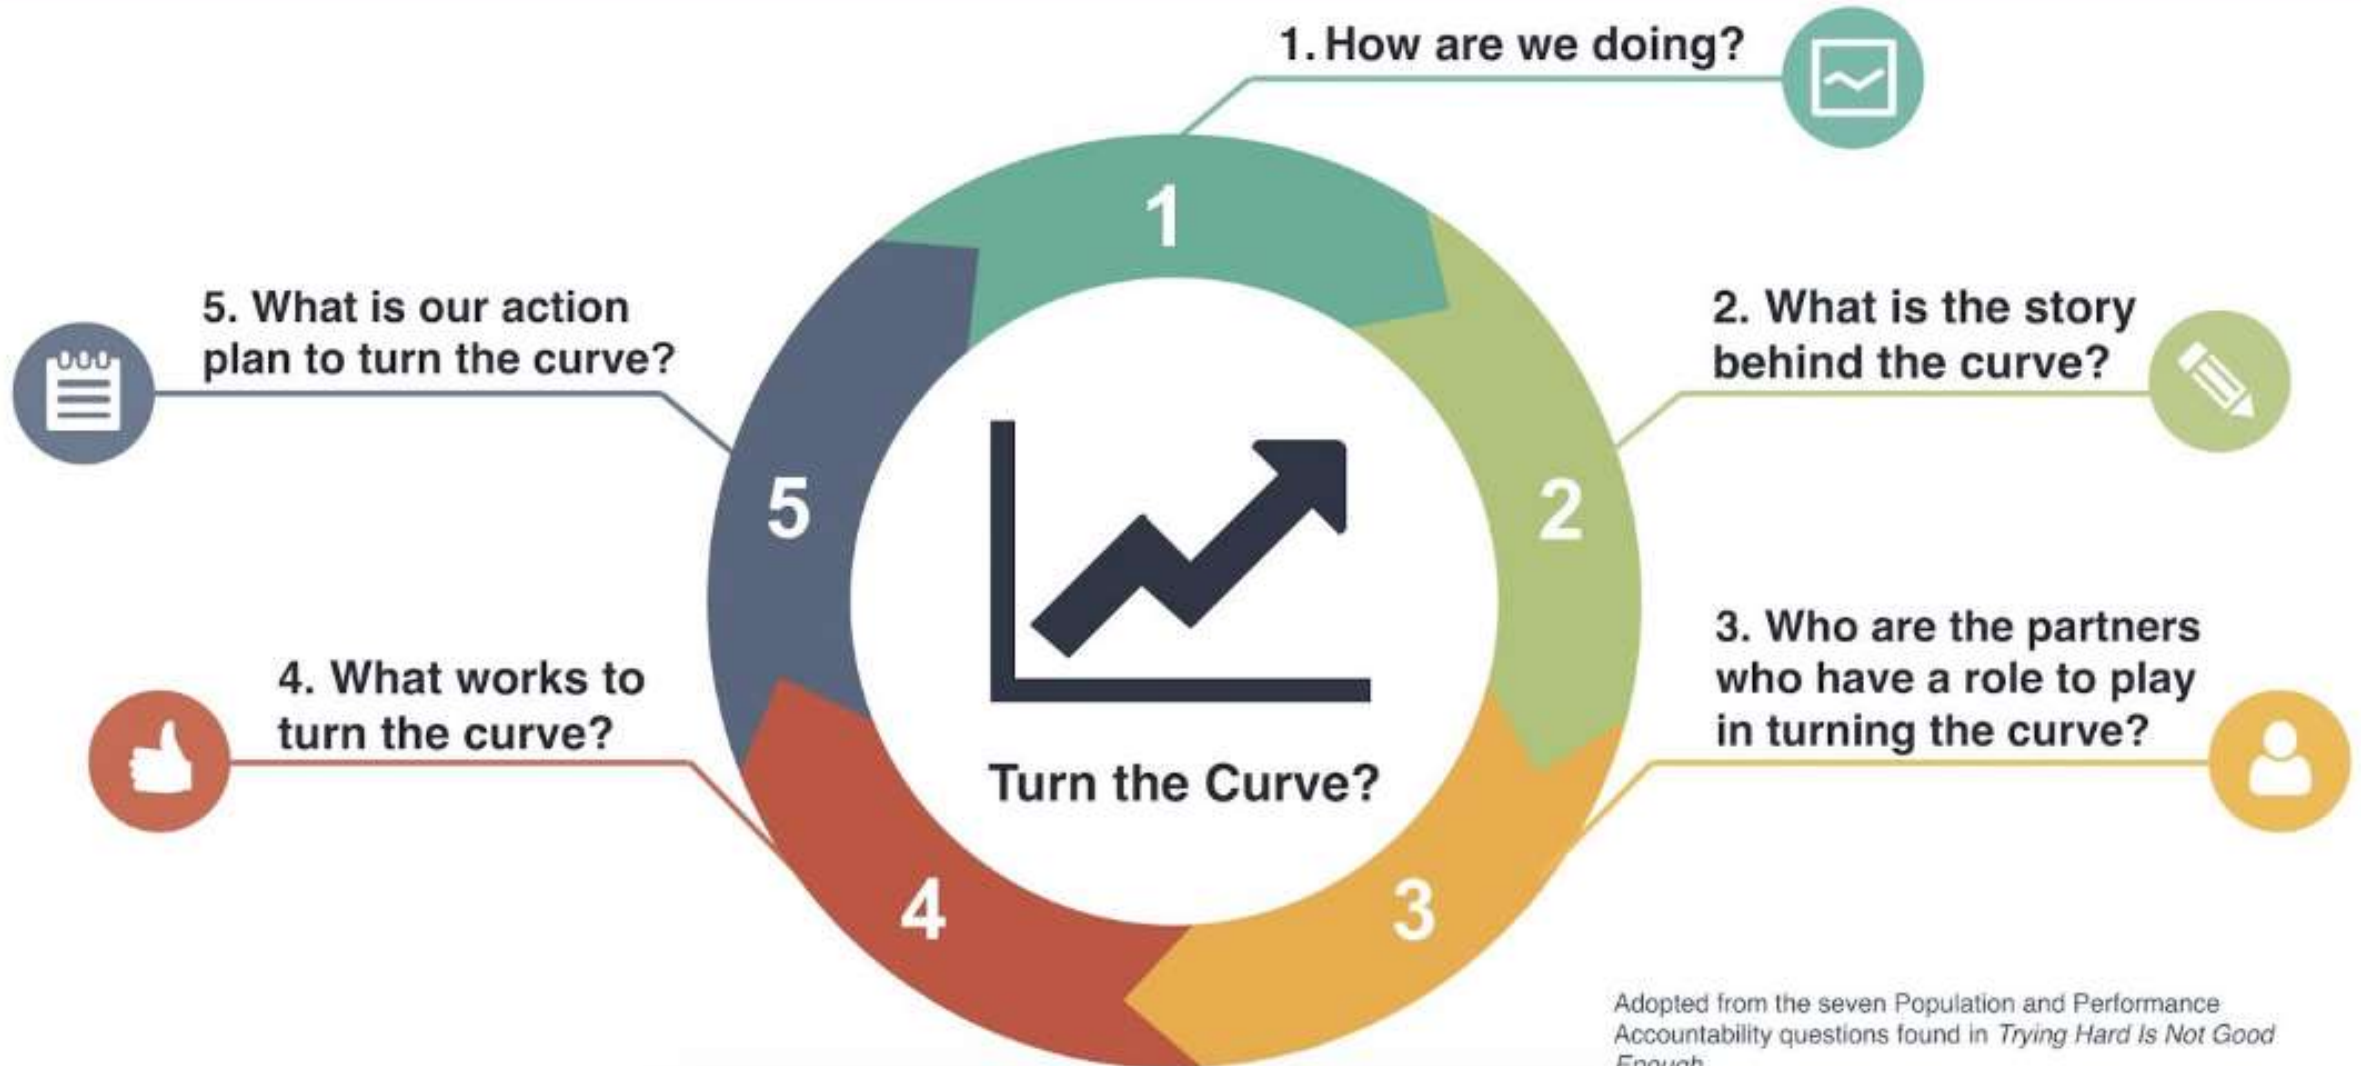 1. How are we doing?
1
5. What is our action
plan to turn the curve?
2. What is the story
behind the curve?
5
2
3. Who are the partners
who have a role to play
in turning the curve?
4. What works to
turn the curve?
Turn the Curve?
4
3
Adopted from the seven Population and Performance
Accountability questions found in Trying Hard Is Not Good
Enough